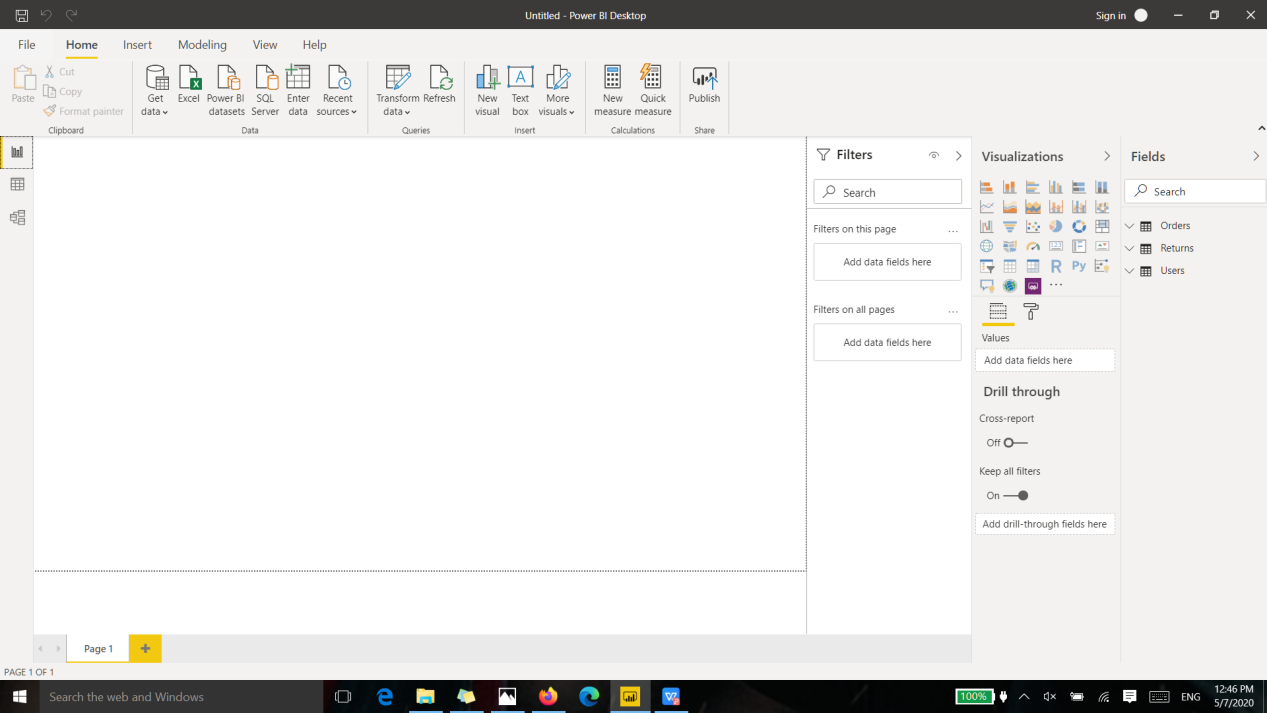 Untitled - Power BI Desktop
Sign in
File Home Insert Modeling View Help
Paste
Cut
Copy
Format painter
Clipboard
Get data
Excel
Power BI datasets
SQL Server
Enter data
Recent sources
Data
Transform data
Refresh
Queries
New visual
Text box
More visuals
Insert
New measure
Quick measure
Calculations
Publish
Share
Filters
Search
Filters on this page ...
Add data fields here
Filters on all pages ...
Add data fields here
Visualizations
R
Py
...
Values
Add data fields here
Drill through
Cross-report
Off
Keep all filters
On
Add drill-through fields here
Fields
Search
Orders
Returns
Users
Page 1
PAGE 1 OF 1
Search the web and Windows
100%
ENG
12:46 PM
5/7/2020